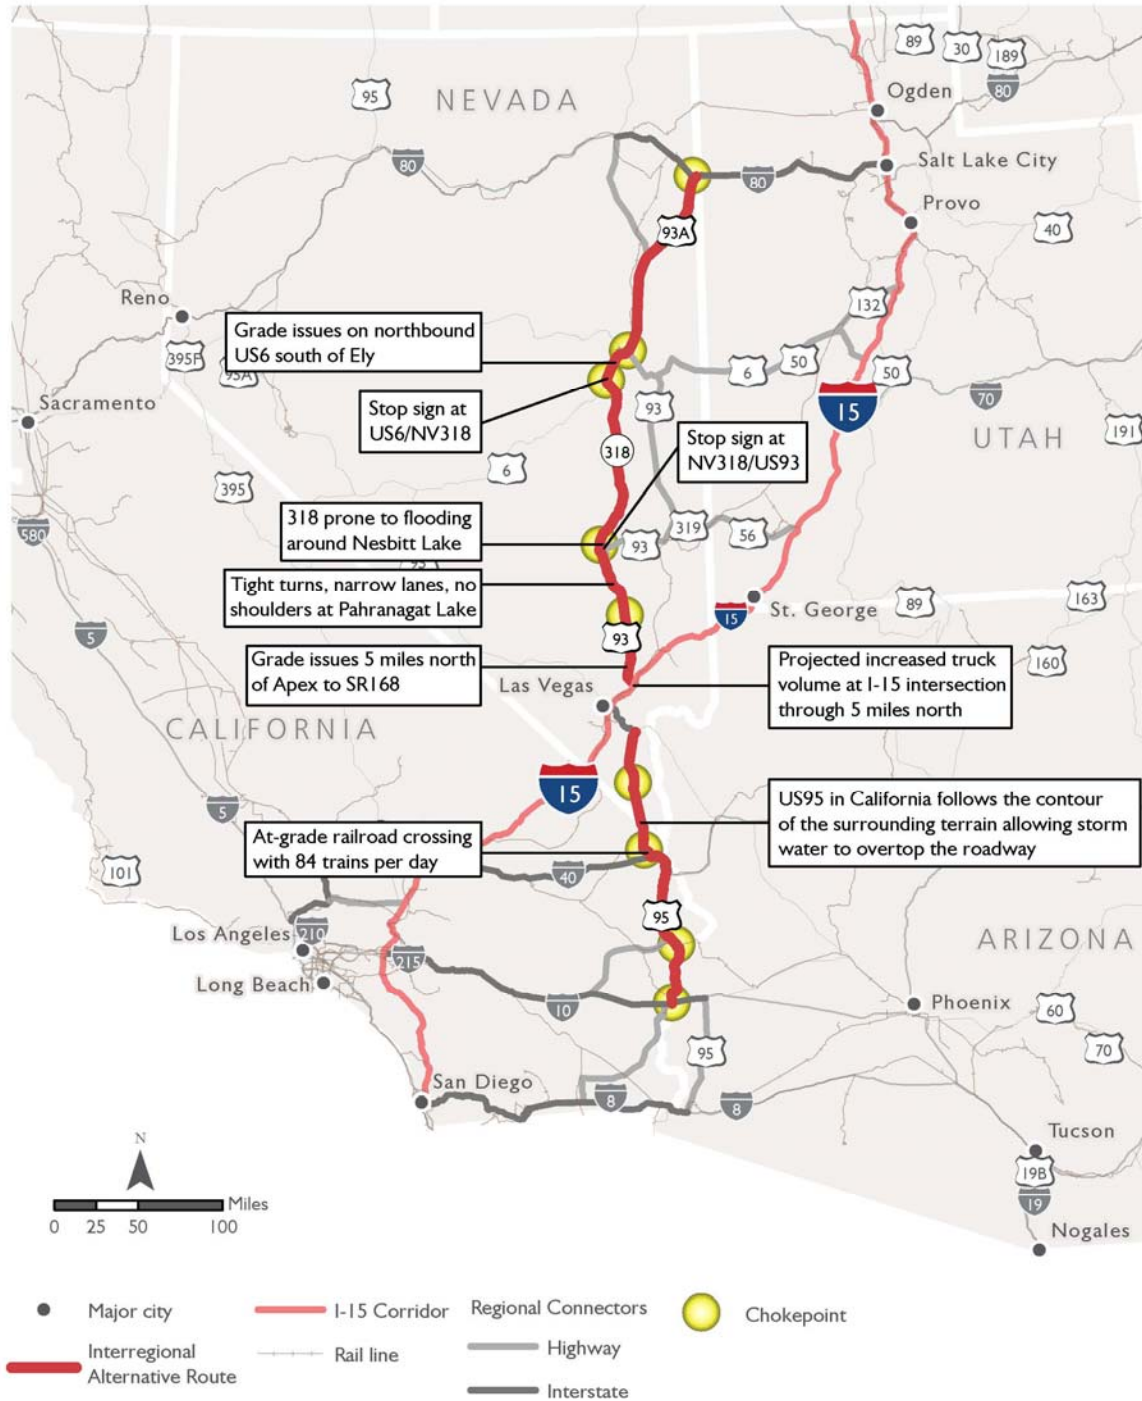 89
30
189
80
Ogden
95
NEVADA
80
Salt Lake City
80
Provo
93A
40
132
Reno
Grade issues on northbound
US6 south of Ely
395F
95A
6
50
50
15
70
Sacramento
Stop sign at
US6/NV318
93
Stop sign at
NV318/US93
UTAH
191
318
6
395
318 prone to flooding
around Nesbitt Lake
580
319
56
93
95
Tight turns, narrow lanes, no
shoulders at Pahranagat Lake
St. George
89
163
15
5
93
Grade issues 5 miles north
of Apex to SR168
Projected increased truck
volume at I-15 intersection
through 5 miles north
160
Las Vegas
CALIFORNIA
15
5
US95 in California follows the contour
of the surrounding terrain allowing storm
water to overtop the roadway
At-grade railroad crossing
with 84 trains per day
101
40
95
Los Angeles
210
215
ARIZONA
Long Beach
10
Phoenix
60
95
70
San Diego
8
8
Tucson
19B
19
Nogales
N
Miles
0 25 50 100
Major city
I-15 Corridor
Regional Connectors
Chokepoint
Interregional
Alternative Route
Rail line
Highway
Interstate